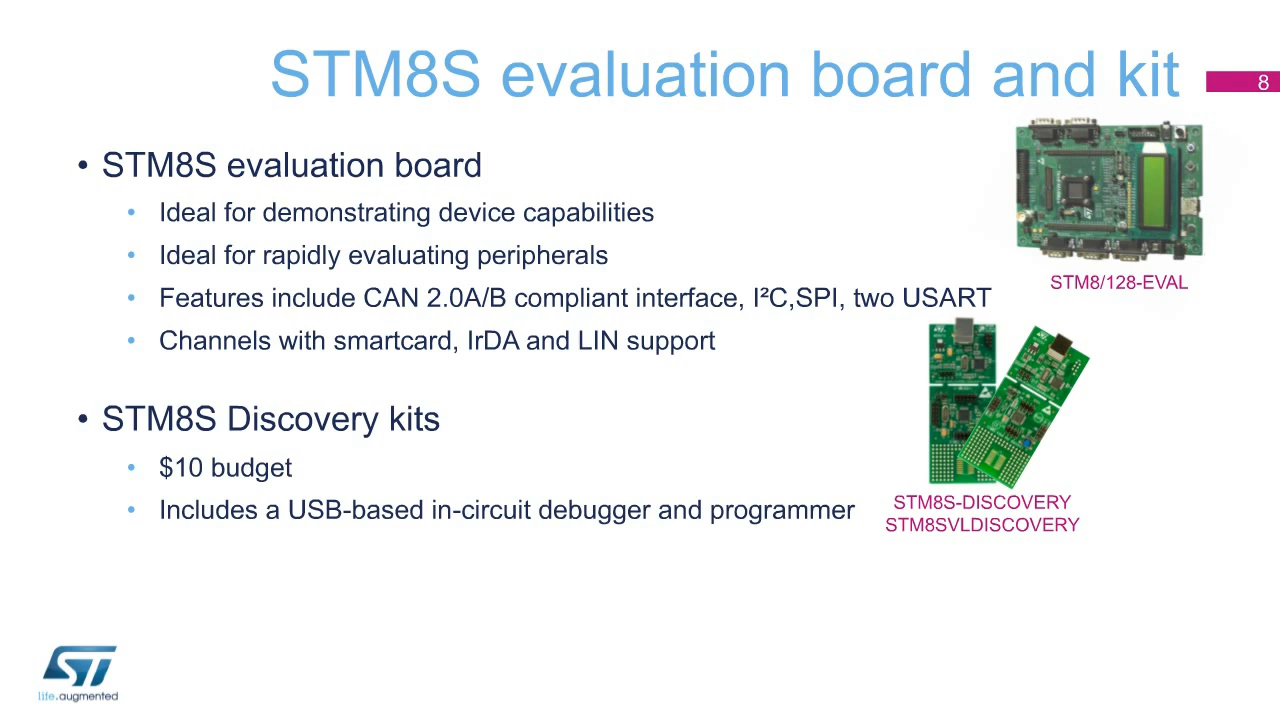 STM8S evaluation board and kit
8
• STM8S evaluation board
• Ideal for demonstrating device capabilities
• Ideal for rapidly evaluating peripherals
• Features include CAN 2.0A/B compliant interface, I²C,SPI, two USART
• Channels with smartcard, IrDA and LIN support
STM8/128-EVAL
• STM8S Discovery kits
• $10 budget
• Includes a USB-based in-circuit debugger and programmer
STM8S-DISCOVERY
STM8SVLDISCOVERY
ST
life.augmented